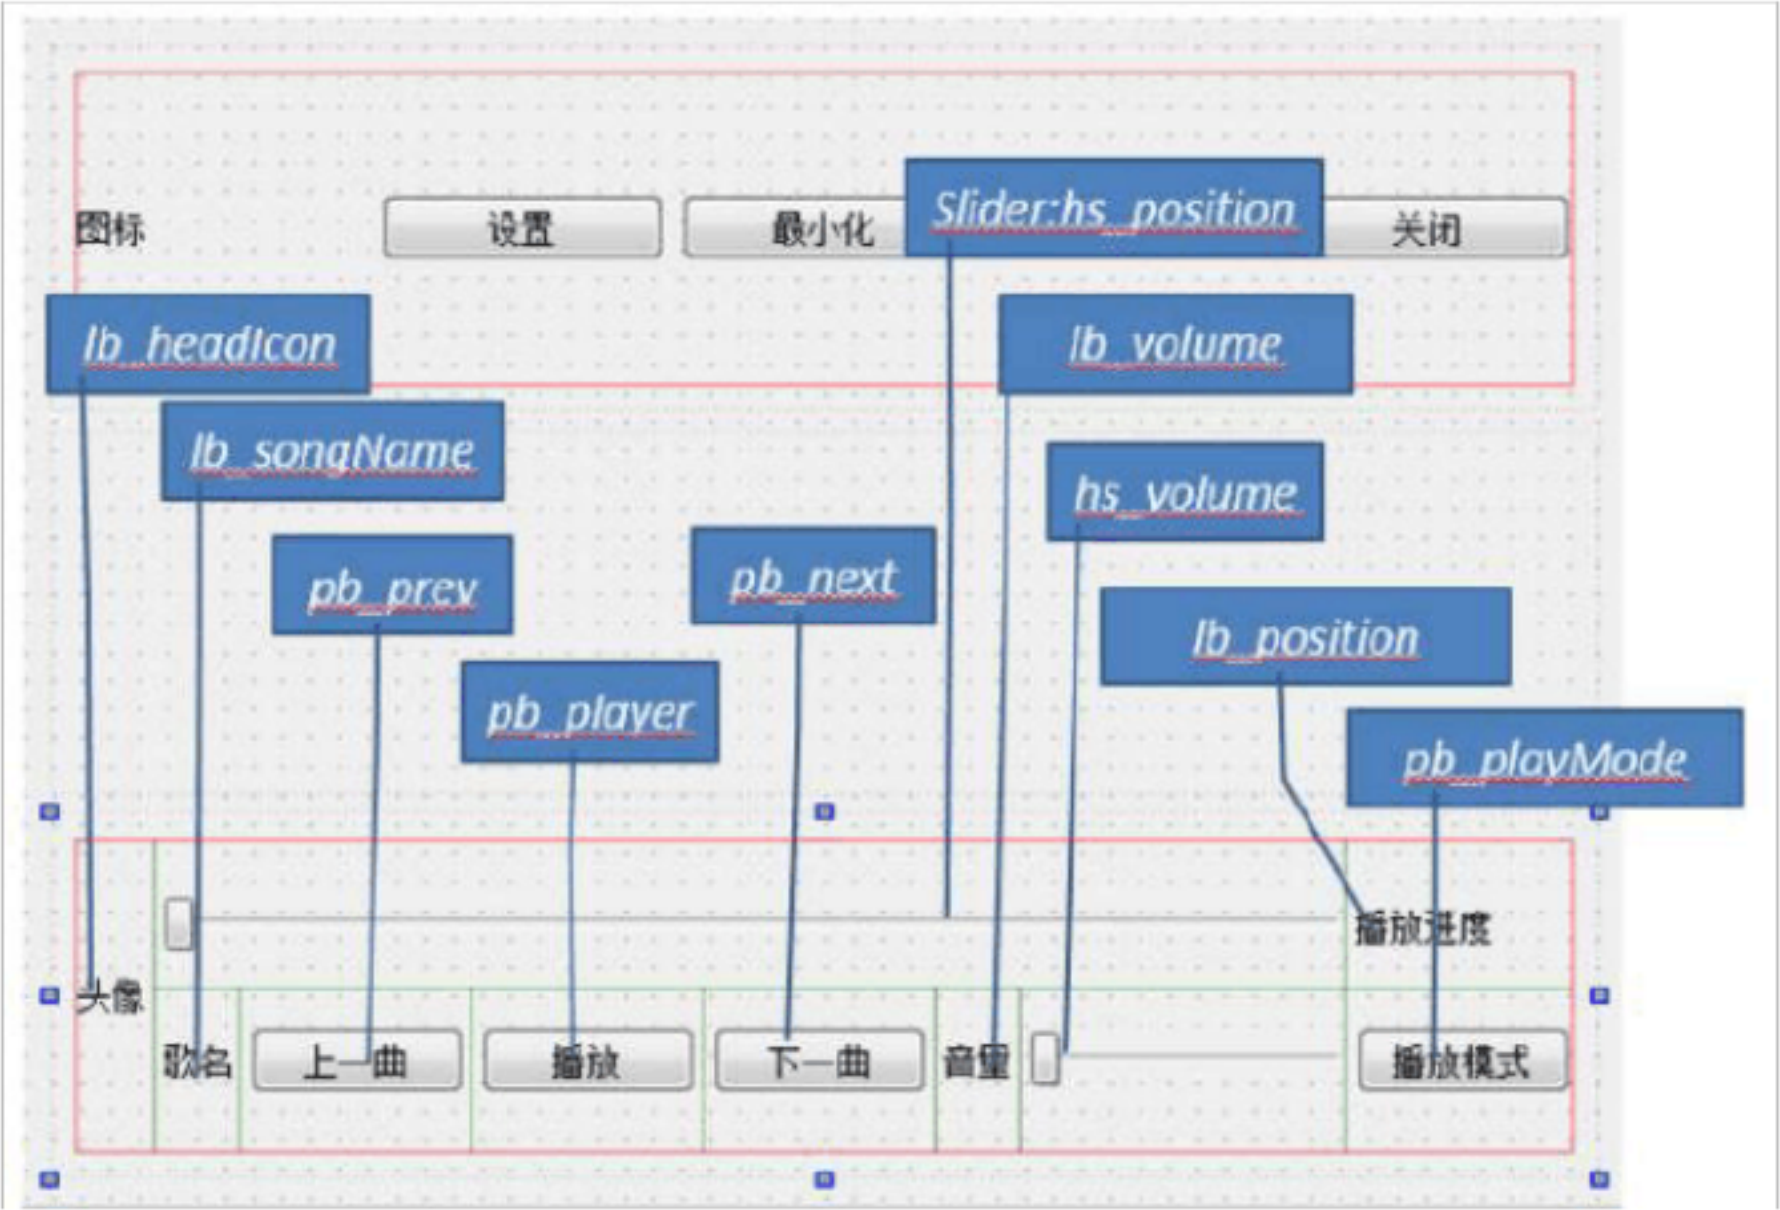 图标
设置
最小化
Slider:hs_position
关闭
lb_headIcon
lb_volume
lb_songName
hs_volume
pb_prev
pb_next
lb_position
pb_player
pb_playMode
播放进度
头像
歌名
上一曲
播放
下一曲
音量
播放模式